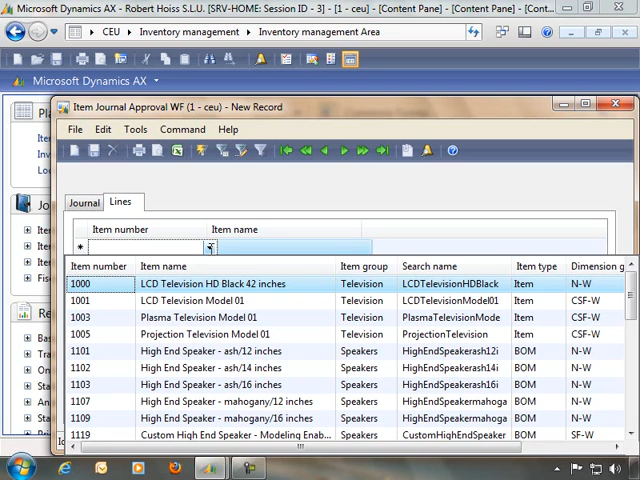 Microsoft Dynamics AX - Robert Hoiss S.L.U. [SRV-HOME: Session ID - 3] - [1 - ceu] - [Content Pane] - [Content Pane] - [Content Pane]
CEU Inventory management Inventory management Area
Microsoft Dynamics AX
Item Journal Approval WF (1 - ceu) - New Record
File Edit Tools Command Help
Journal Lines
Item number Item name
Item number Item name Item group Search name Item type Dimension g
1000 LCD Television HD Black 42 inches Television LCDTelevisionHDBlack Item N-W
1001 LCD Television Model 01 Television LCDTelevisionModel01 Item CSF-W
1003 Plasma Television Model 01 Television PlasmaTelevisionMode Item CSF-W
1005 Projection Television Model 01 Television ProjectionTelevision Item CSF-W
1101 High End Speaker - ash/12 inches Speakers HighEndSpeakerash12i BOM N-W
1102 High End Speaker - ash/14 inches Speakers HighEndSpeakerash14i BOM N-W
1103 High End Speaker - ash/16 inches Speakers HighEndSpeakerash16i BOM N-W
1107 High End Speaker - mahogany/12 inches Speakers HighEndSpeakermahoga BOM N-W
1109 High End Speaker - mahogany/16 inches Speakers HighEndSpeakermahoga BOM N-W
1119 Custom High End Speaker - Modeling Enab... Speakers CustomHighEndSpeaker BOM SF-W